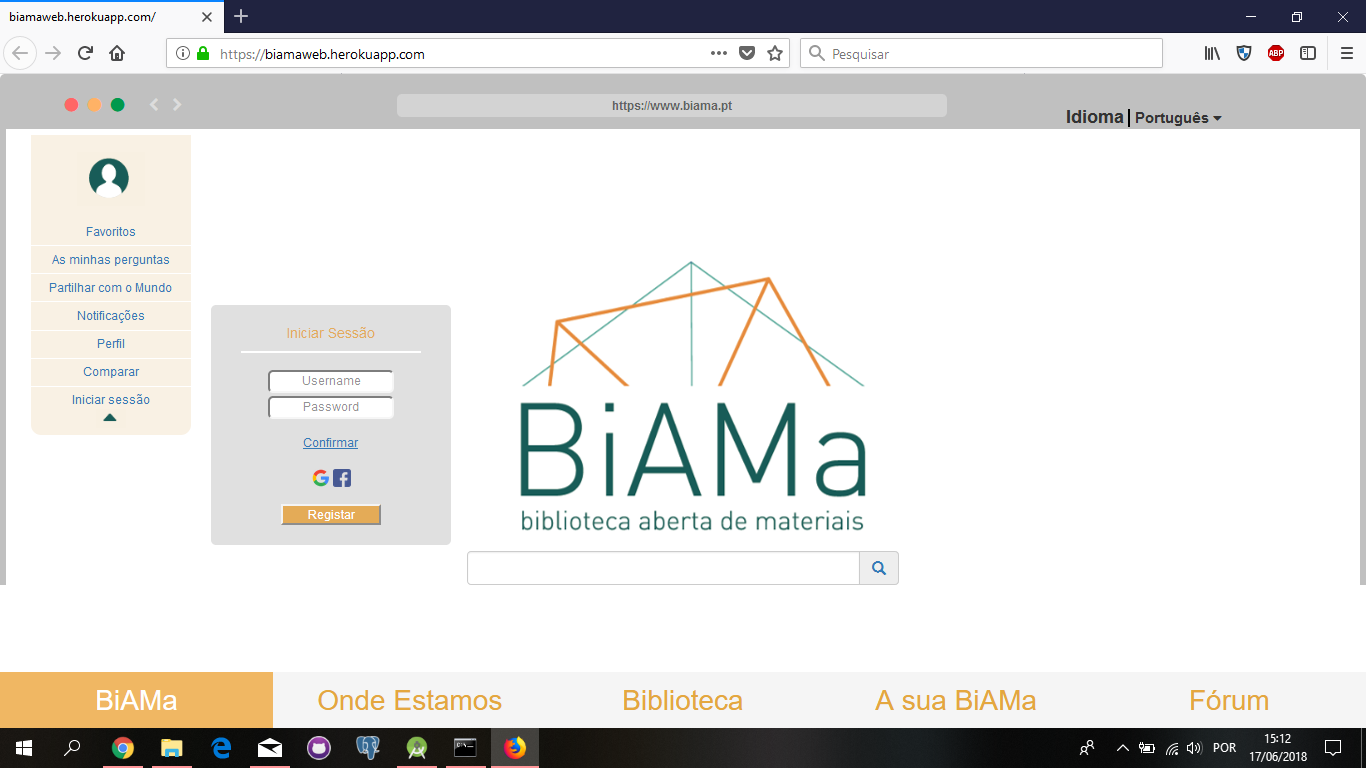 biamaweb.herokuapp.com/
https://biamaweb.herokuapp.com
Pesquisar
ABP
https://www.biama.pt
Idioma | Português
Favoritos
As minhas perguntas
Partilhar com o Mundo
Notificações
Perfil
Comparar
Iniciar sessão
Iniciar Sessão
Username
Password
Confirmar
Registar
BiAMa
biblioteca aberta de materiais
BiAMa
Onde Estamos
Biblioteca
A sua BiAMa
Fórum
POR
15:12
17/06/2018